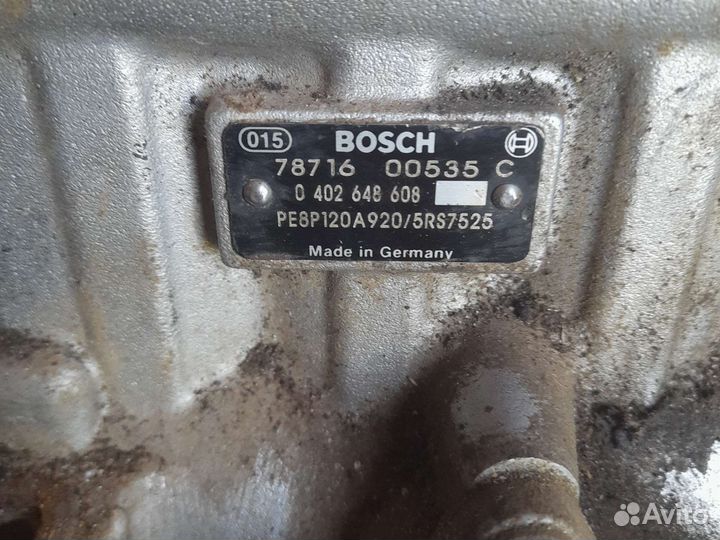 015 BOSCH
78716 00535 C
0 402 648 608
PE8P120A920/5RS7525
Made in Germany
Avito